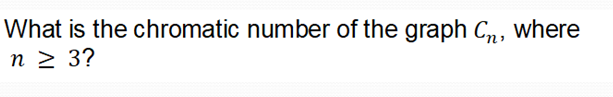 What is the chromatic number of the graph Cₙ, where
n ≥ 3?